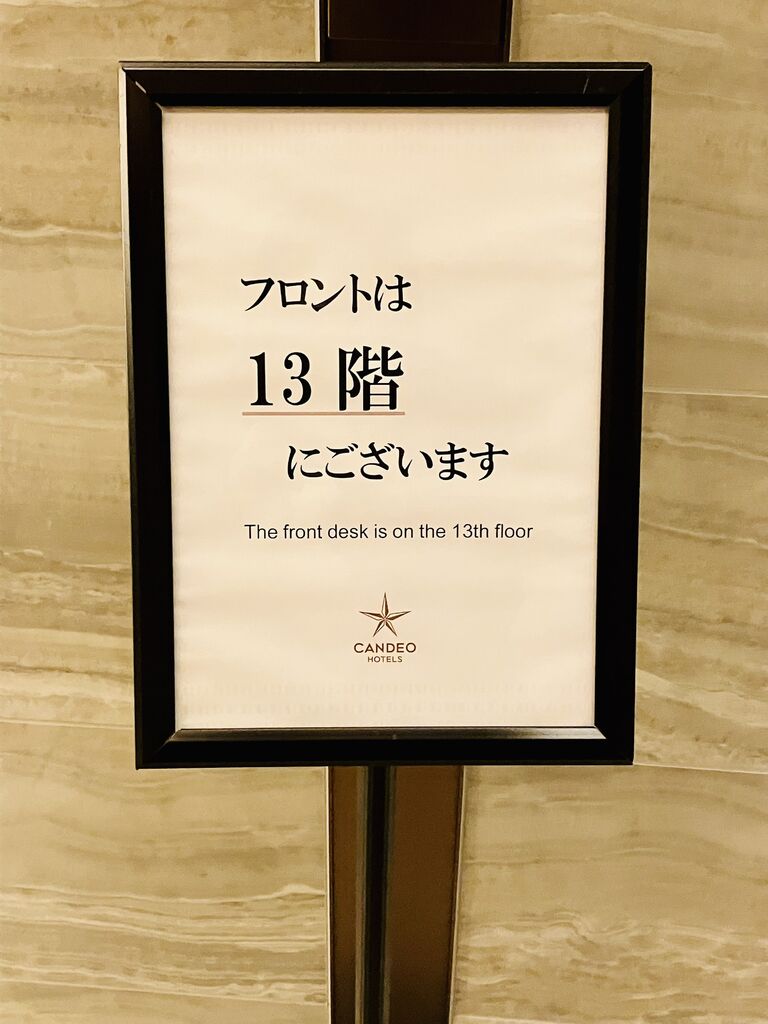 フロントは
13 階
にございます
The front desk is on the 13th floor
CANDEO
HOTELS